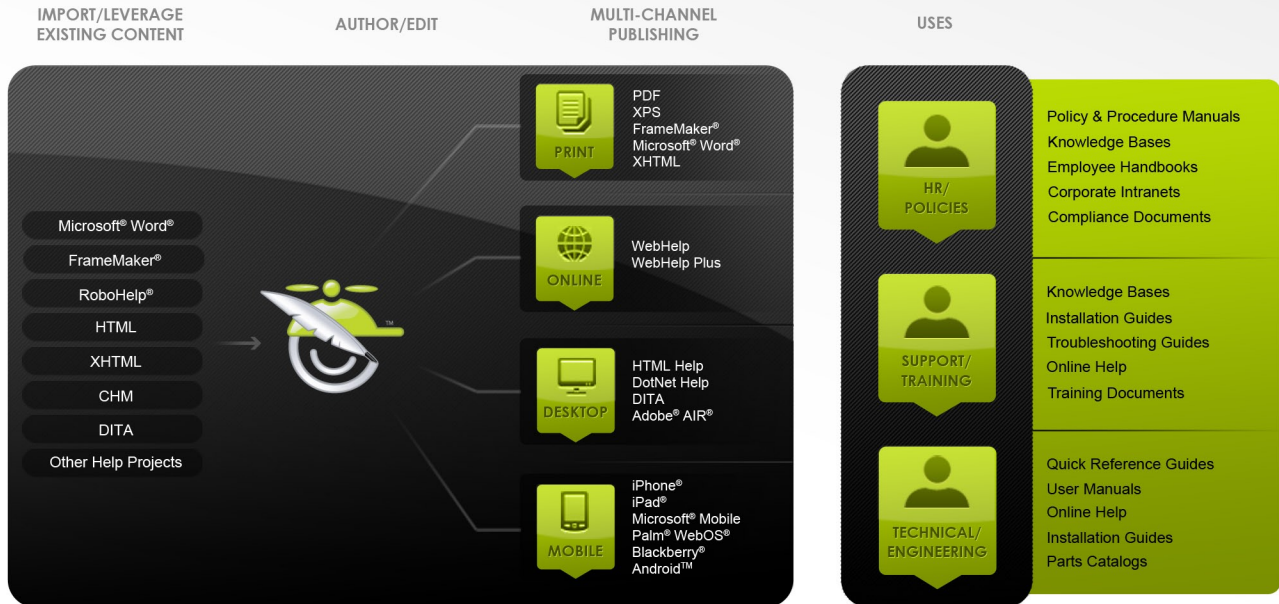 IMPORT/LEVERAGE
EXISTING CONTENT
AUTHOR/EDIT
MULTI-CHANNEL
PUBLISHING
USES
Microsoft® Word®
FrameMaker®
RoboHelp®
HTML
XHTML
CHM
DITA
Other Help Projects
TM
PRINT
PDF
XPS
FrameMaker®
Microsoft® Word®
XHTML
ONLINE
WebHelp
WebHelp Plus
DESKTOP
HTML Help
DotNet Help
DITA
Adobe® AIR®
MOBILE
iPhone®
iPad®
Microsoft® Mobile
Palm® WebOS®
Blackberry®
Android™
HR/
POLICIES
Policy & Procedure Manuals
Knowledge Bases
Employee Handbooks
Corporate Intranets
Compliance Documents
SUPPORT/
TRAINING
Knowledge Bases
Installation Guides
Troubleshooting Guides
Online Help
Training Documents
TECHNICAL/
ENGINEERING
Quick Reference Guides
User Manuals
Online Help
Installation Guides
Parts Catalogs